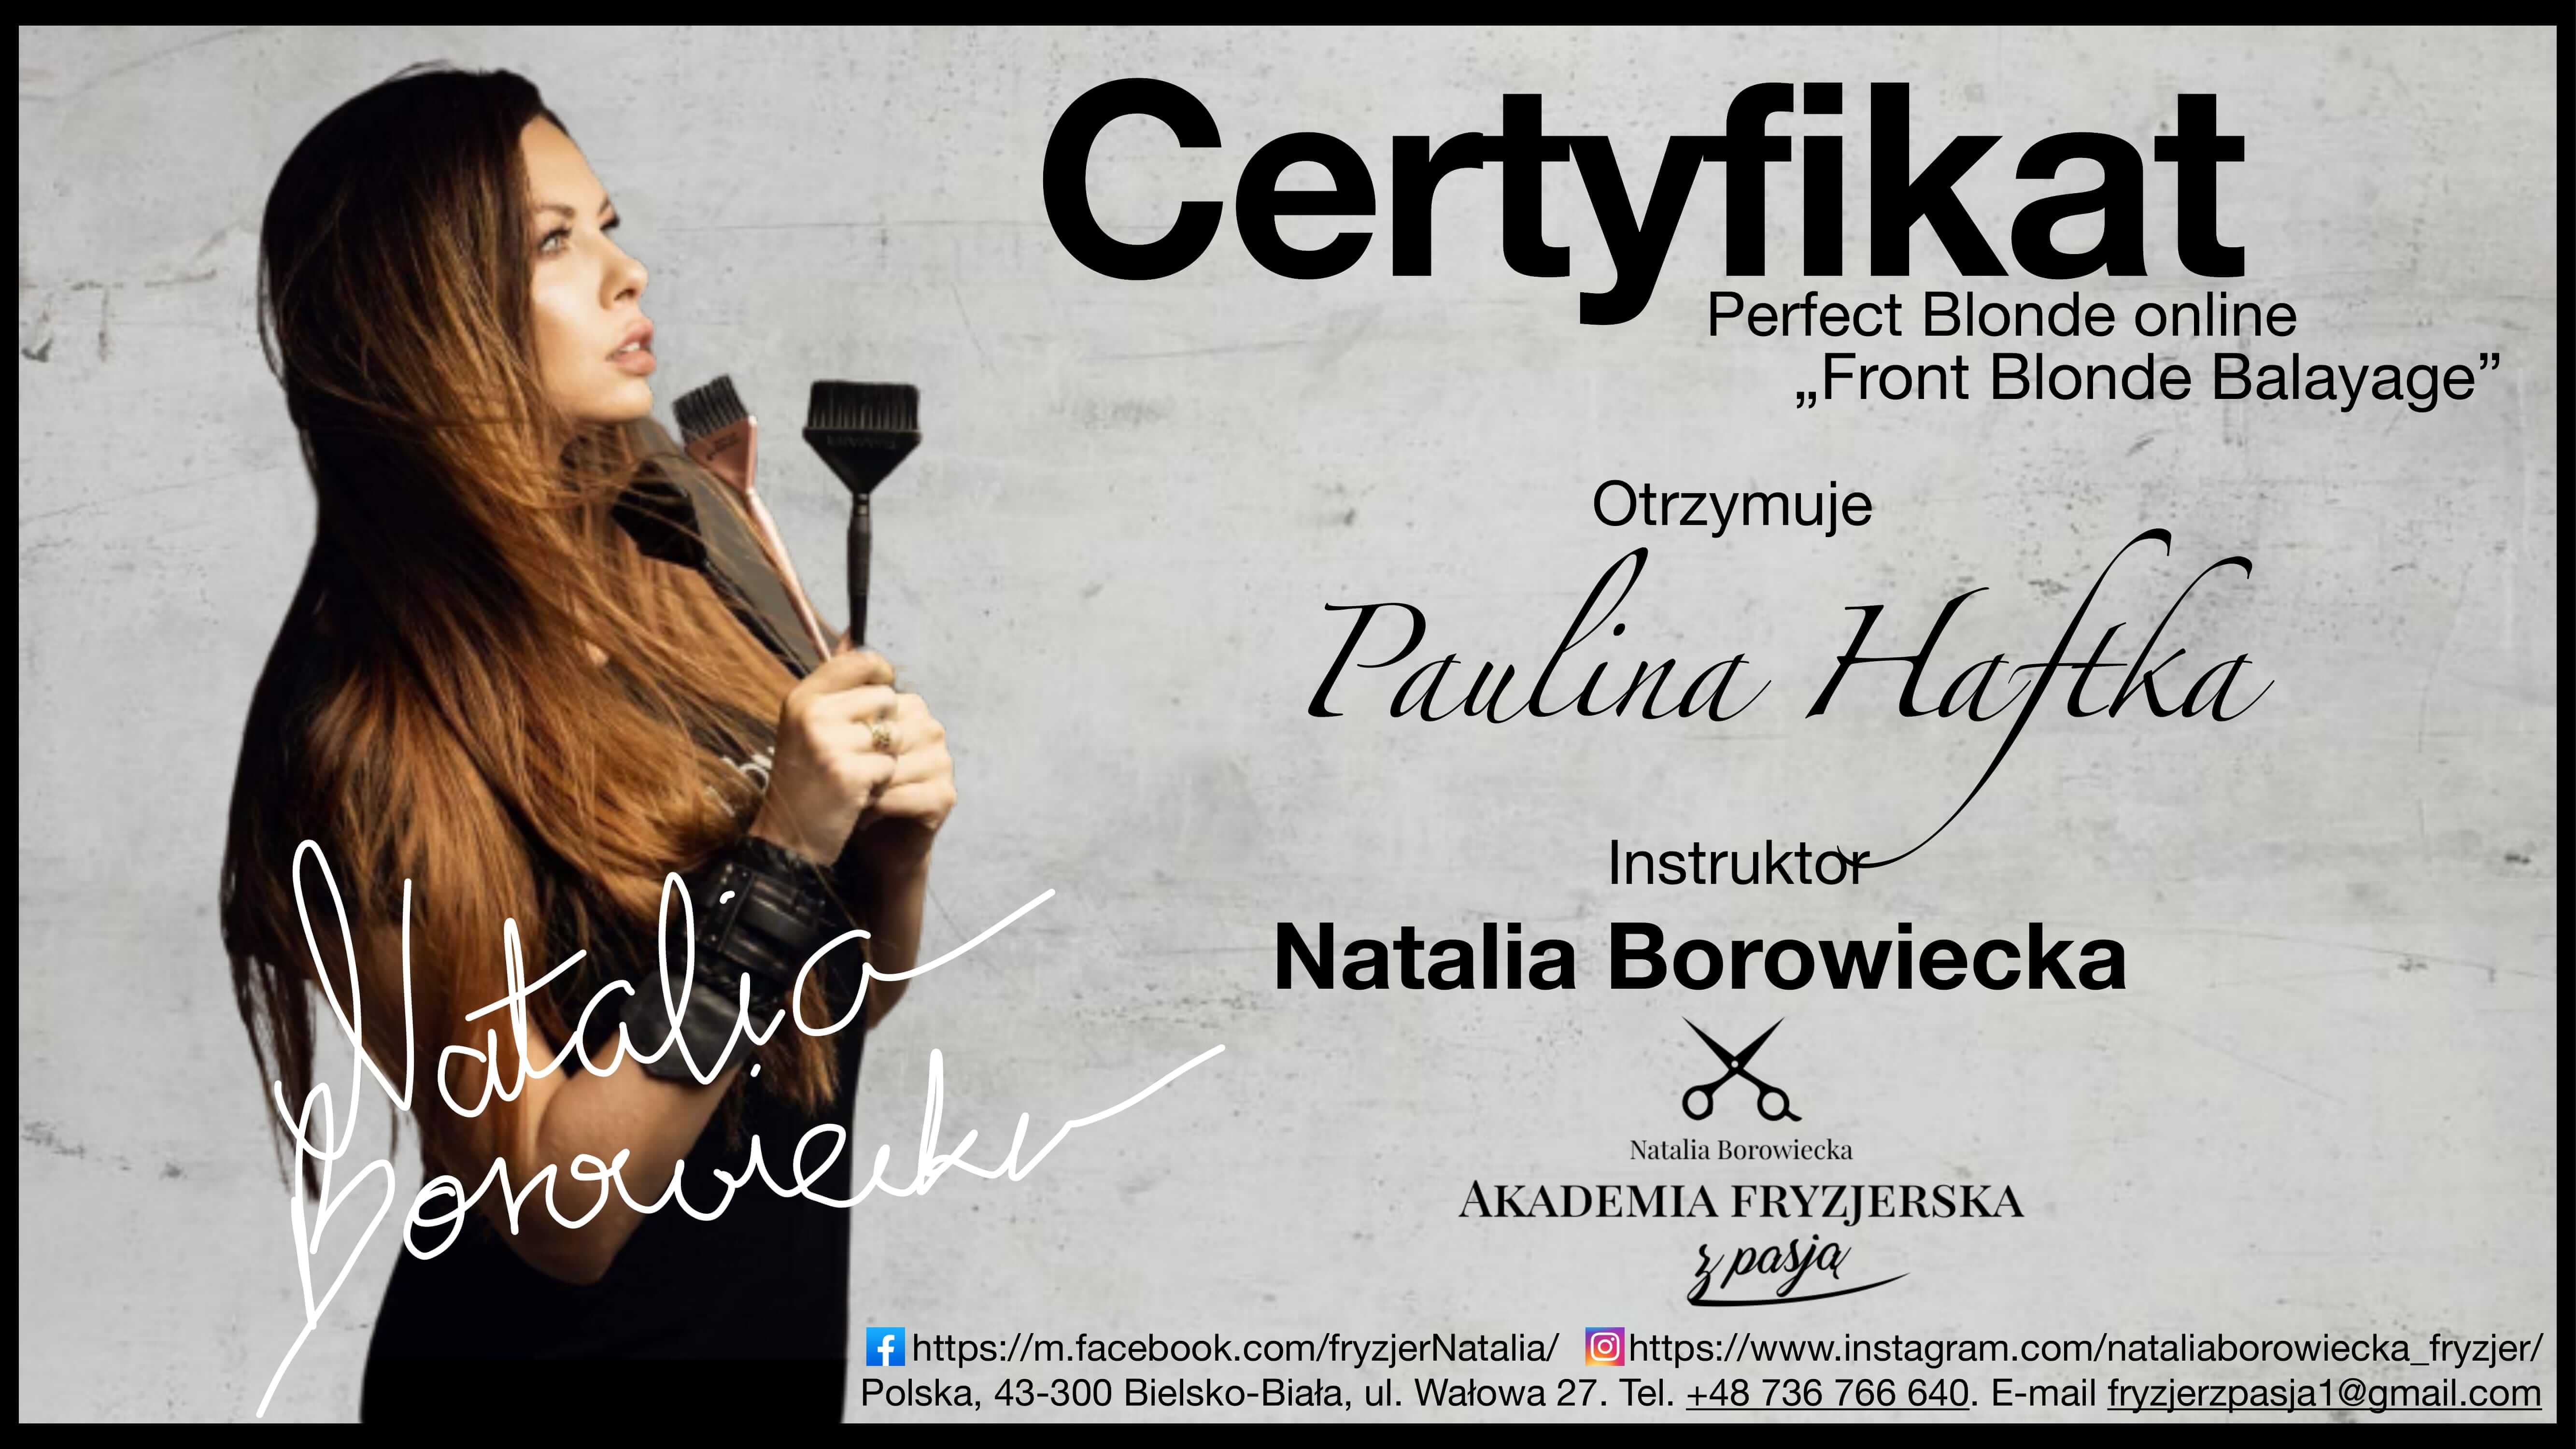 Certyfikat
Perfect Blonde online
„Front Blonde Balayage”
Otrzymuje
Paulina Haftka
Instruktor
Natalia Borowiecka
Natalia
Borowiecka
Natalia Borowiecka
AKADEMIA FRYZJERSKA
z pasją
https://m.facebook.com/fryzjerNatalia/ https://www.instagram.com/nataliaborowiecka_fryzjer/
Polska, 43-300 Bielsko-Biała, ul. Wałowa 27. Tel. +48 736 766 640. E-mail fryzjerzpasja1@gmail.com